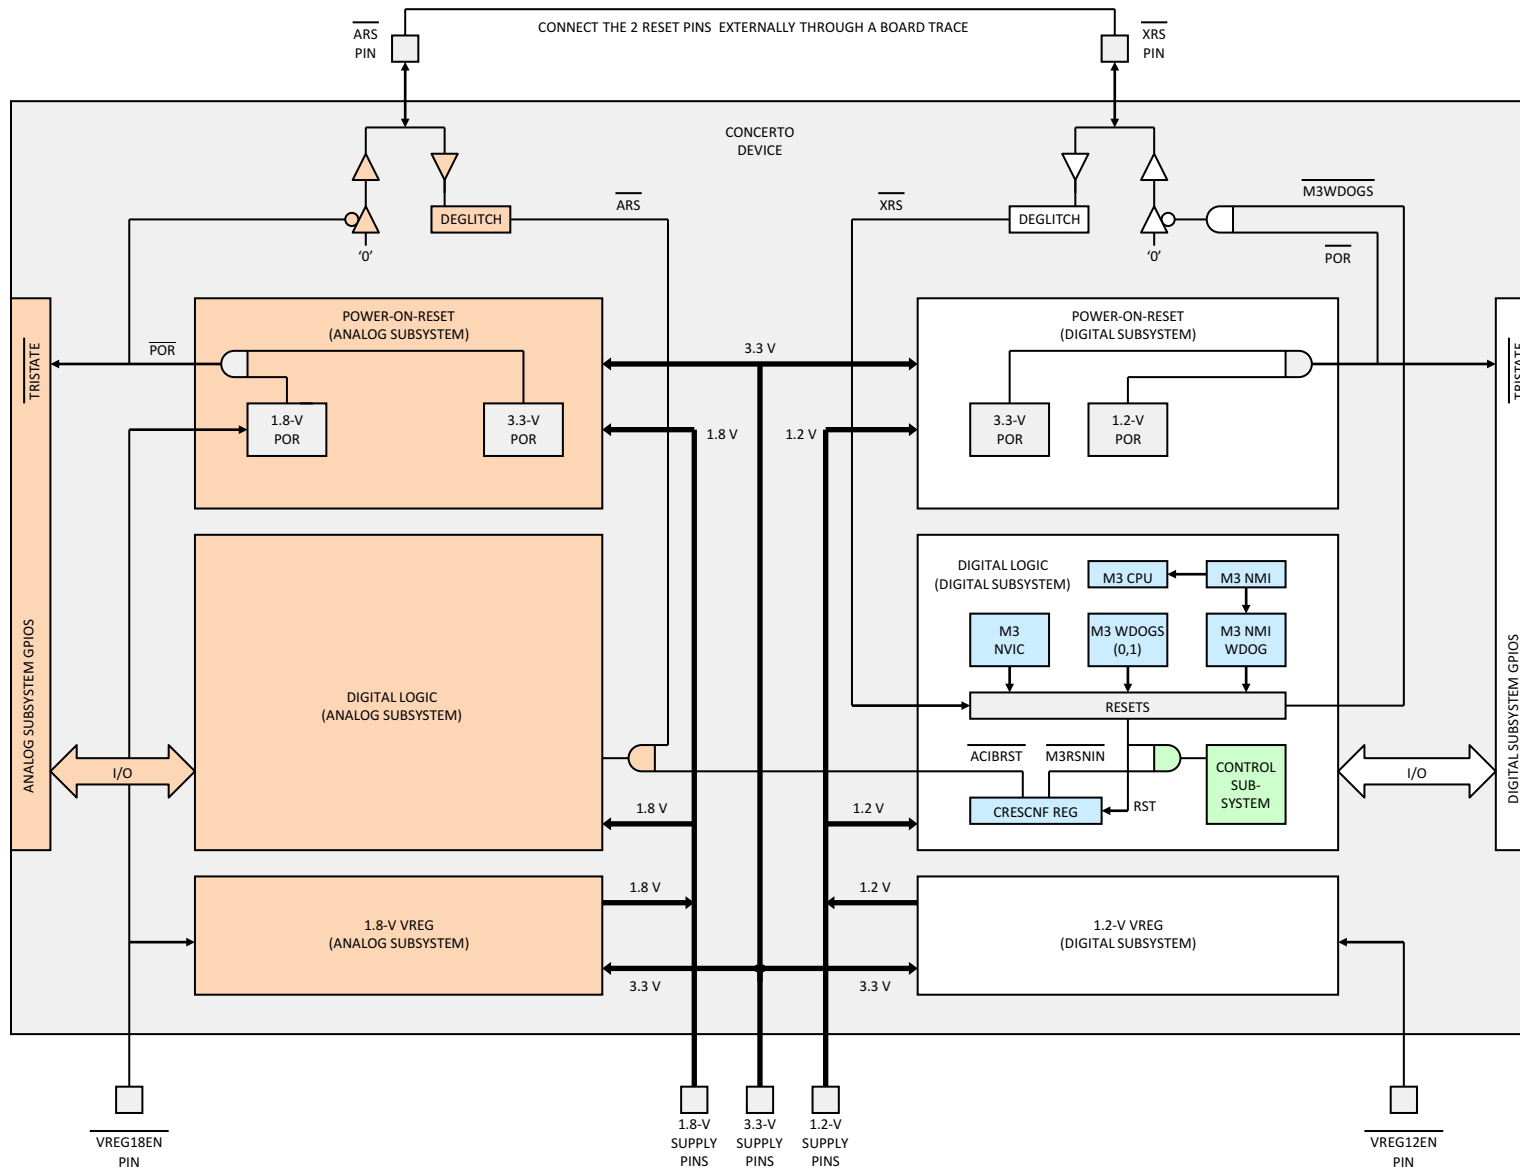 CONNECT THE 2 RESET PINS EXTERNALLY THROUGH A BOARD TRACE
ARS
PIN
XRS
PIN
CONCERTO
DEVICE
ARS
XRS
M3WDOGS
DEGLITCH
DEGLITCH
‘0’
‘0’
POR
POWER-ON-RESET
(ANALOG SUBSYSTEM)
POWER-ON-RESET
(DIGITAL SUBSYSTEM)
TRISTATE
POR
3.3 V
TRISTATE
1.8-V
POR
3.3-V
POR
1.8 V
1.2 V
3.3-V
POR
1.2-V
POR
ANALOG SUBSYSTEM GPIOS
DIGITAL LOGIC
(ANALOG SUBSYSTEM)
DIGITAL LOGIC
(DIGITAL SUBSYSTEM)
M3 CPU
M3 NMI
M3
NVIC
M3 WDOGS
(0,1)
M3 NMI
WDOG
RESETS
DIGITAL SUBSYSTEM GPIOS
ACIBRST
M3RSNIN
CONTROL
SUB-
SYSTEM
I/O
I/O
1.8 V
1.2 V
CRESCNF REG
RST
1.8 V
1.2 V
1.8-V VREG
(ANALOG SUBSYSTEM)
1.2-V VREG
(DIGITAL SUBSYSTEM)
3.3 V
3.3 V
VREG18EN
PIN
1.8-V
SUPPLY
PINS
3.3-V
SUPPLY
PINS
1.2-V
SUPPLY
PINS
VREG12EN
PIN